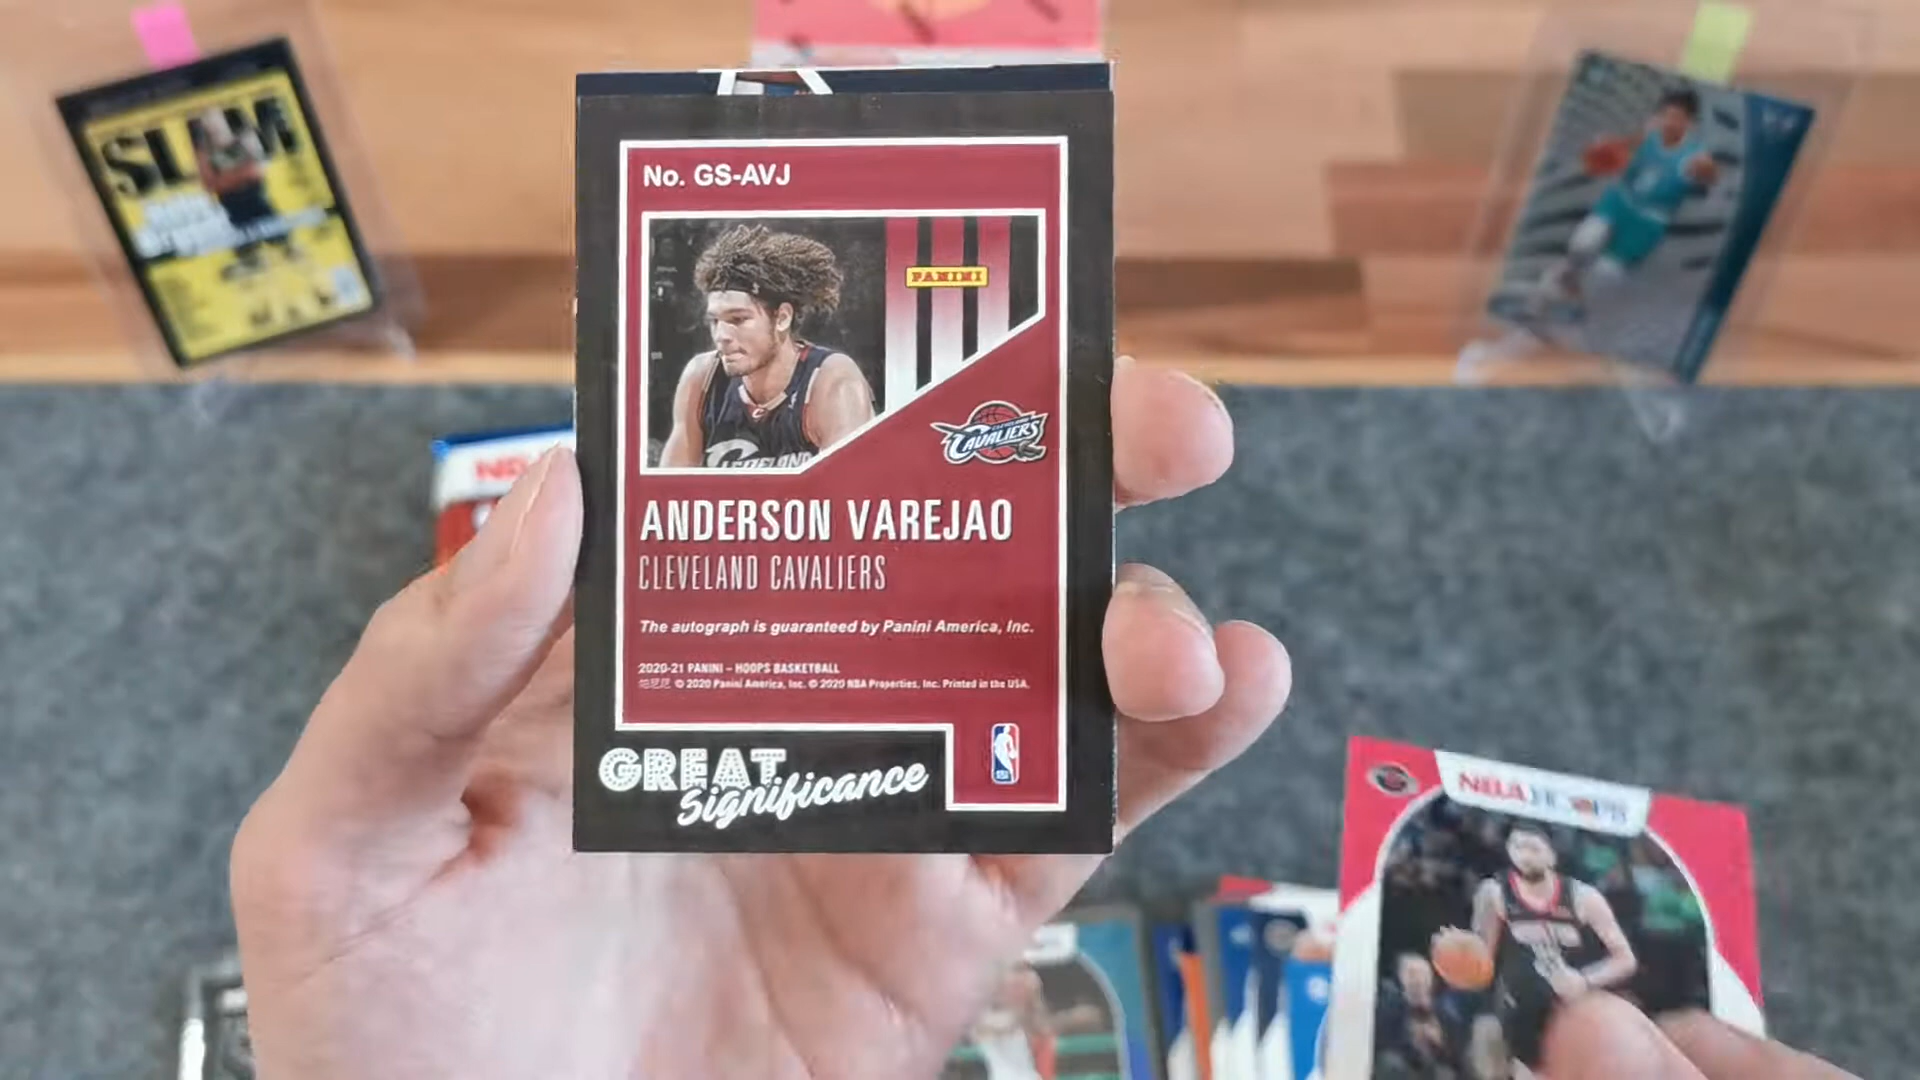 SLAM
No. GS-AVJ
PANINI
CAVALIERS
CLEVELAND
ANDERSON VAREJAO
CLEVELAND CAVALIERS
The autograph is guaranteed by Panini America, Inc.
2020-21 PANINI – HOOPS BASKETBALL
© 2020 Panini America, Inc. © 2020 NBA Properties, Inc. Printed in the USA.
GREAT
Significance
NBA HOOPS